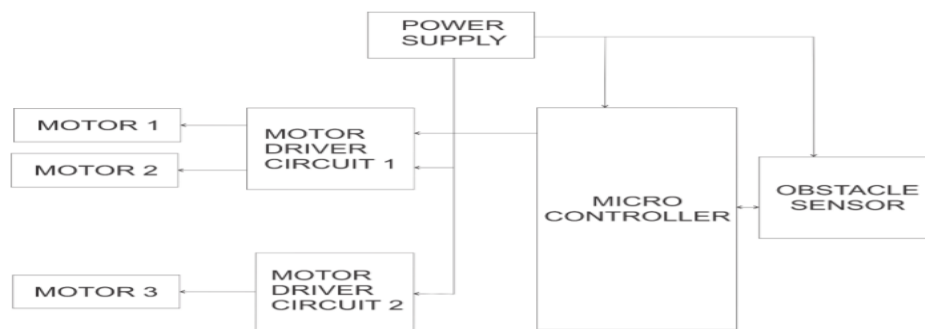 POWER
SUPPLY
MOTOR 1
MOTOR 2
MOTOR
DRIVER
CIRCUIT 1
MICRO
CONTROLLER
OBSTACLE
SENSOR
MOTOR 3
MOTOR
DRIVER
CIRCUIT 2